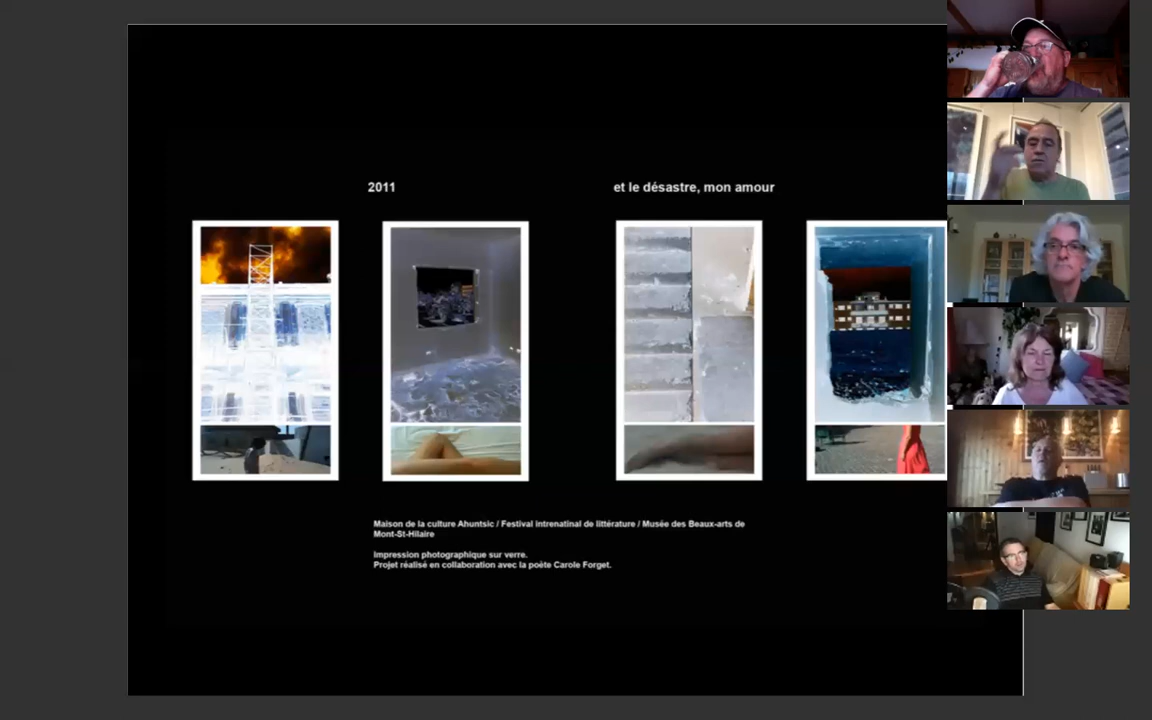 2011
et le désastre, mon amour
Maison de la culture Ahuntsic / Festival intrenatinal de littérature / Musée des Beaux-arts de
Mont-St-Hilaire
Impression photographique sur verre.
Projet réalisé en collaboration avec la poète Carole Forget.